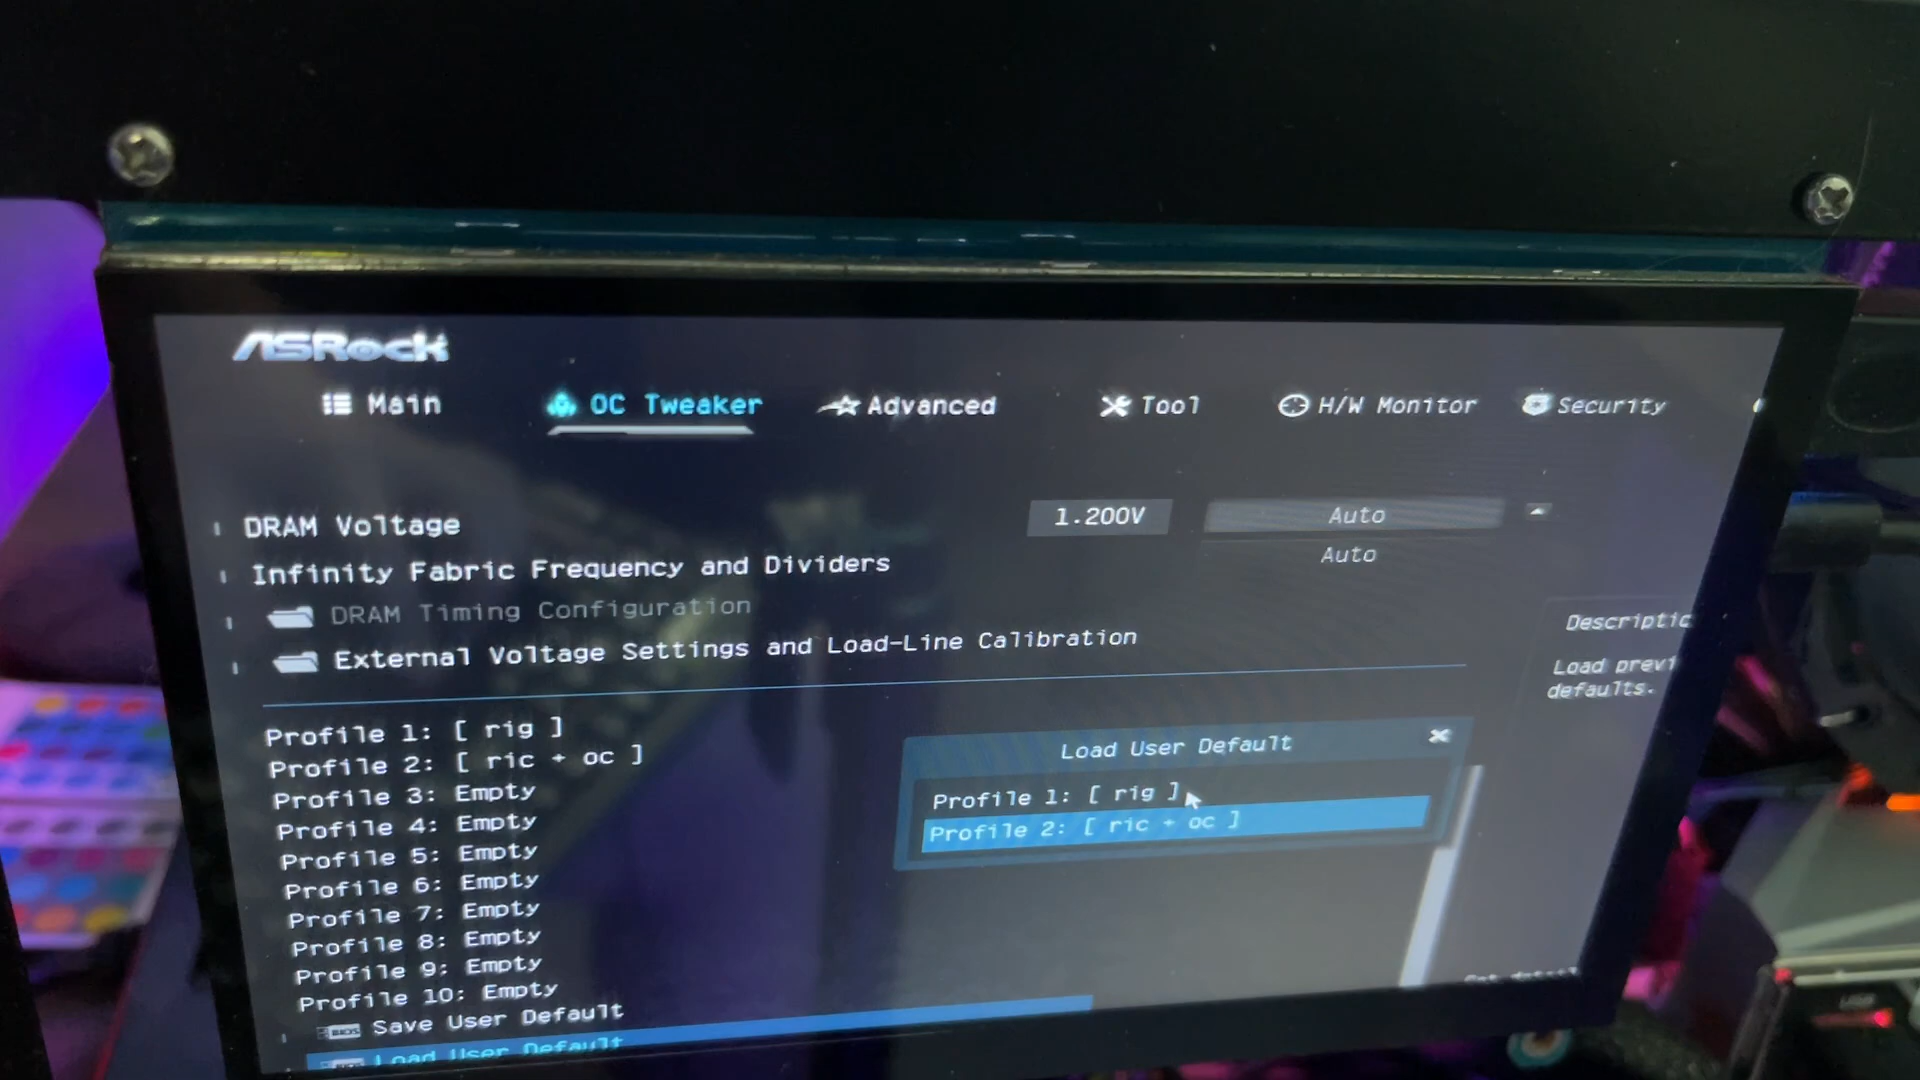 ASRock
Main OC Tweaker Advanced Tool H/W Monitor Security
DRAM Voltage 1.200V Auto
Infinity Fabric Frequency and Dividers Auto
DRAM Timing Configuration
External Voltage Settings and Load-Line Calibration
Descriptic
Load previ
defaults.
Profile 1: [ rig ]
Profile 2: [ ric + oc ]
Profile 3: Empty
Profile 4: Empty
Profile 5: Empty
Profile 6: Empty
Profile 7: Empty
Profile 8: Empty
Profile 9: Empty
Profile 10: Empty
Save User Default
Load User Default
Load User Default
Profile 1: [ rig ]
Profile 2: [ ric + oc ]